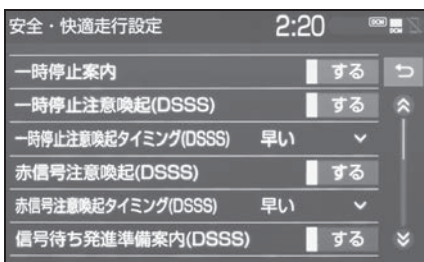 安全・快適走行設定 2:20
一時停止案内 する
一時停止注意喚起(DSSS) する
一時停止注意喚起タイミング(DSSS) 早い
赤信号注意喚起(DSSS) する
赤信号注意喚起タイミング(DSSS) 早い
信号待ち発進準備案内(DSSS) する